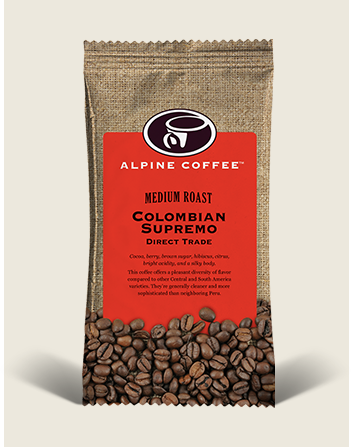 ALPINE COFFEE™
MEDIUM ROAST
COLOMBIAN
SUPREMO
DIRECT TRADE
Cocoa, berry, brown sugar, hibiscus, citrus,
bright acidity, and a silky body.
This coffee offers a pleasant diversity of flavor
compared to other Central and South America
varieties. They're generally cleaner and more
sophisticated than neighboring Peru.